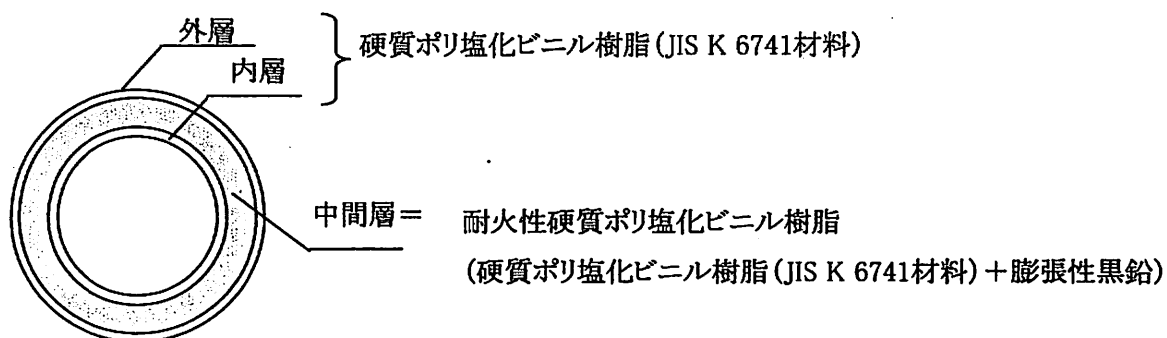 外層
内層
硬質ポリ塩化ビニル樹脂(JIS K 6741材料)
中間層=
耐火性硬質ポリ塩化ビニル樹脂
(硬質ポリ塩化ビニル樹脂(JIS K 6741材料)+膨張性黒鉛)